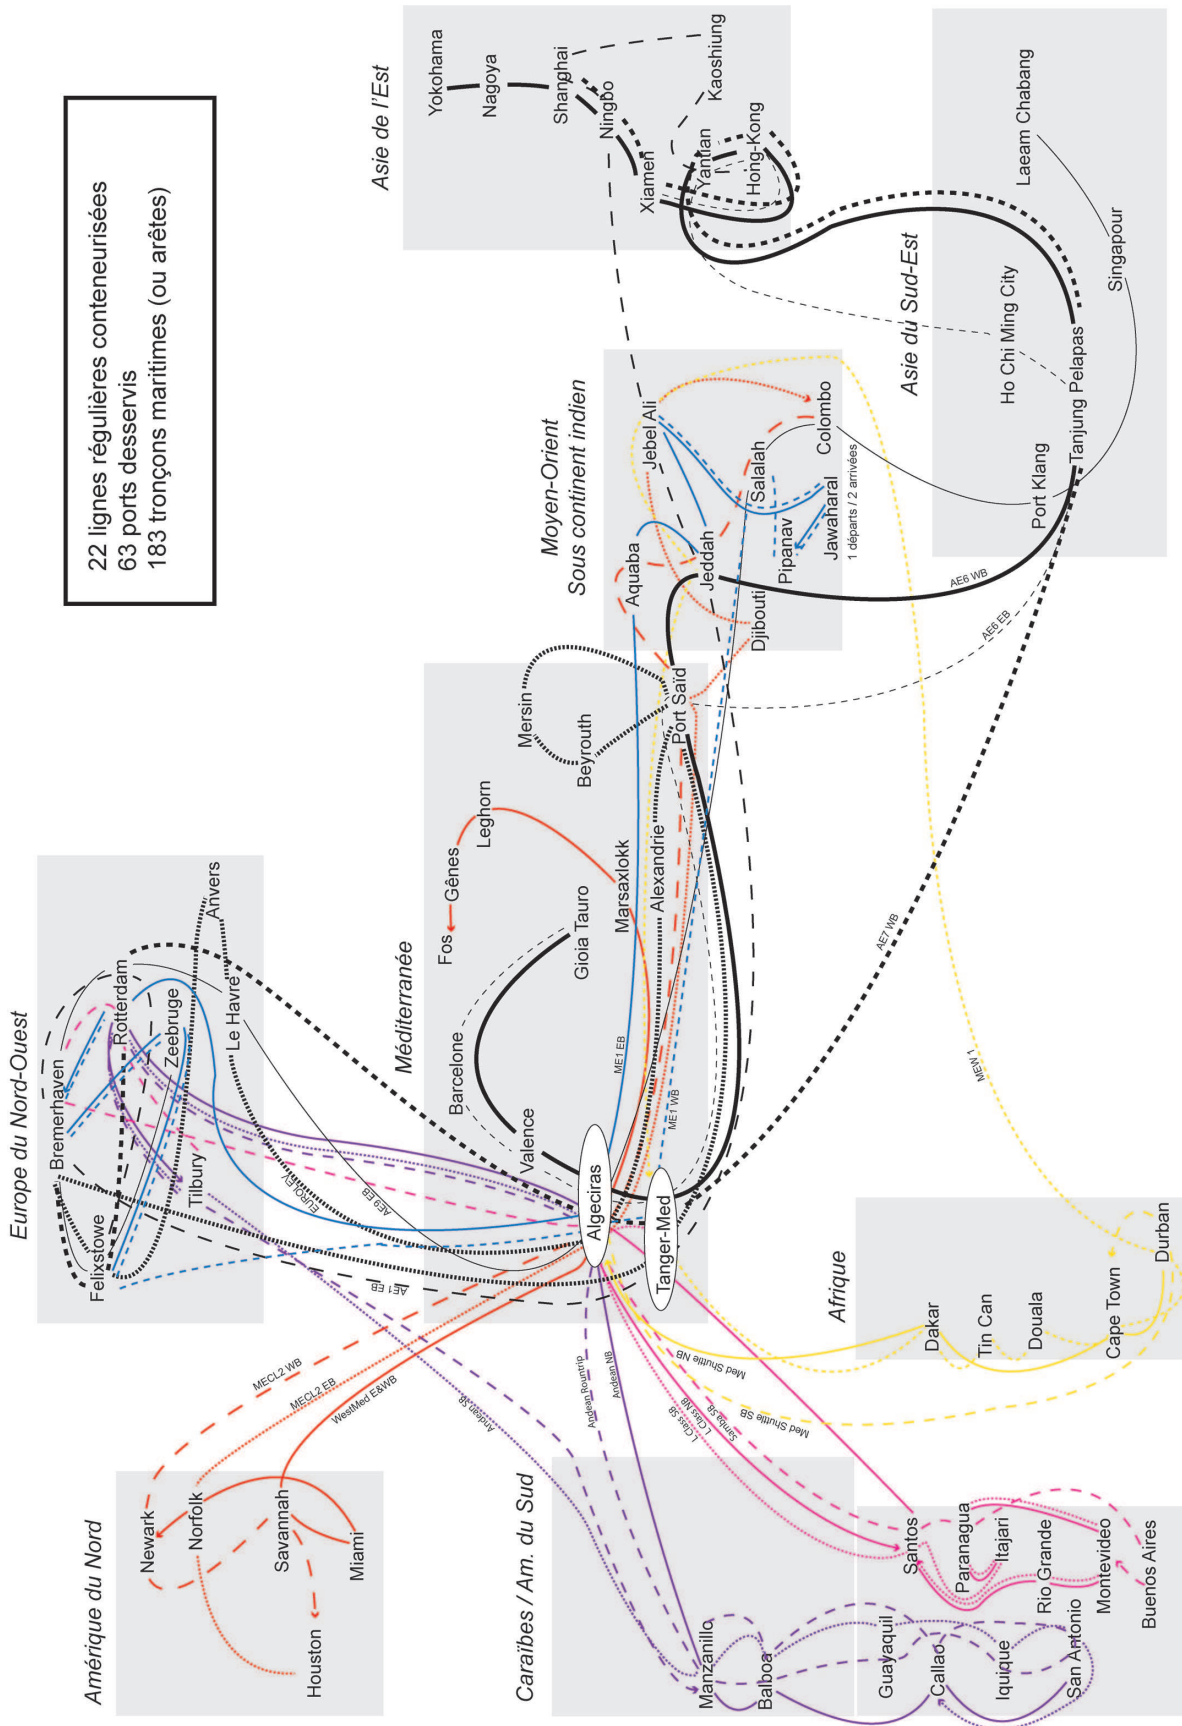 22 lignes régulières conteneurisées
63 ports desservis
183 tronçons maritimes (ou arêtes)
Amérique du Nord
Newark
Norfolk
Savannah
Miami
Houston
MECL2 WB
MECL2 EB
WestMed E&WB
Europe du Nord-Ouest
Bremerhaven
Rotterdam
Felixstowe
Zeebruge
Tilbury
Anvers
Le Havre
AE1 EB
EUROLEV
AE9 EB
Andean SB
Andean Rountrip
Andean NB
Méditerranée
Mersin
Beyrouth
Fos
Gênes
Leghorn
Barcelone
Gioia Tauro
Valence
Marsaxlokk
Alexandrie
Port Saïd
Algeciras
Tanger-Med
ME1 EB
ME1 WB
Asie de l'Est
Yokohama
Nagoya
Shanghai
Ningbo
Kaoshiung
Xiamen
Yantian
Hong-Kong
Moyen-Orient
Sous continent indien
Aquaba
Jebel Ali
Jeddah
Djibouti
Salalah
Pipanav
Colombo
Jawaharal
1 départs / 2 arrivées
AE6 WB
AE6 EB
AE7 WB
MEW 1
Asie du Sud-Est
Ho Chi Ming City
Laeam Chabang
Singapour
Port Klang
Tanjung Pelapas
Caraïbes / Am. du Sud
Manzanillo
Balboa
Guayaquil
Callao
Iquique
San Antonio
Santos
Paranagua
Itajari
Rio Grande
Montevideo
Buenos Aires
L Class SB
L Class NB
Samba SB
Med Shuttle NB
Med Shuttle SB
Afrique
Dakar
Tin Can
Douala
Cape Town
Durban